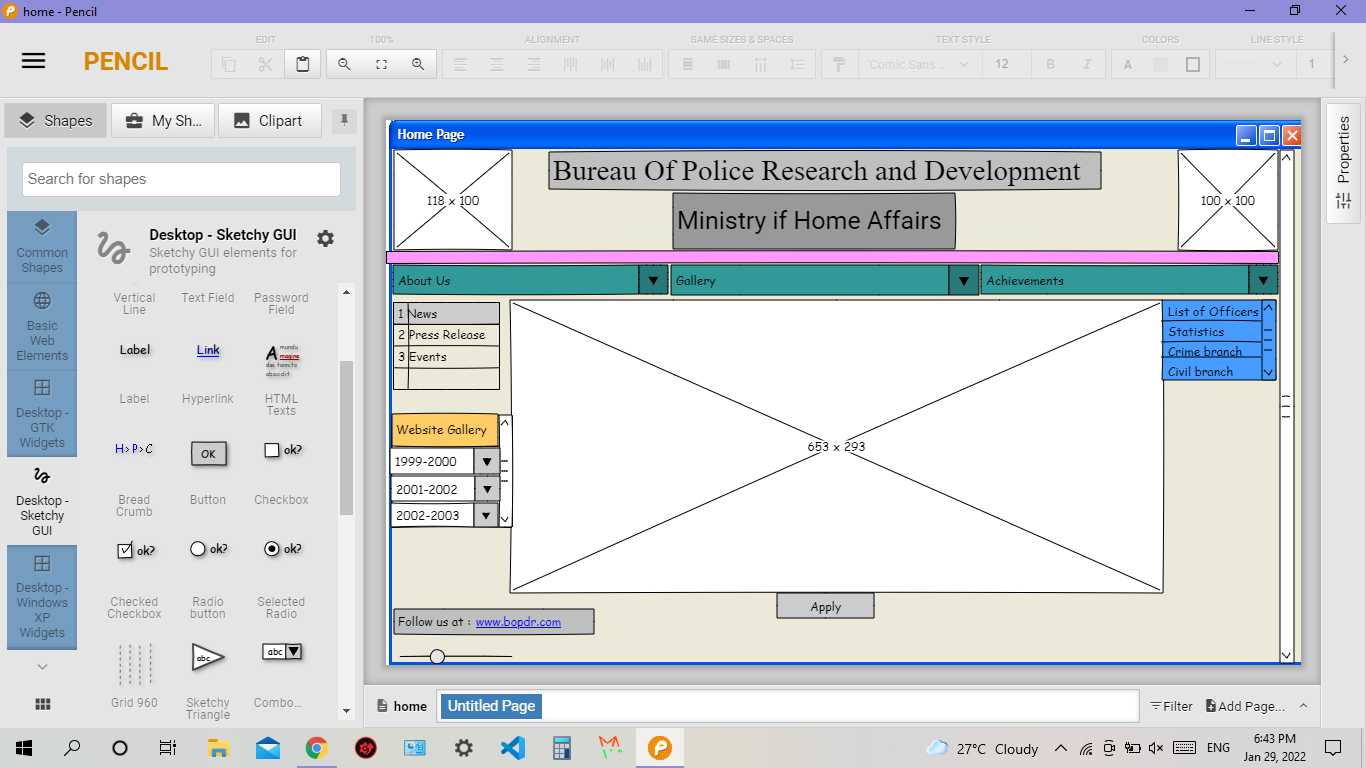 home - Pencil
PENCIL
EDIT
100%
ALIGNMENT
SAME SIZES & SPACES
TEXT STYLE
COLORS
LINE STYLE
'Comic Sans ...
12
B
I
A
1
Shapes
My Sh...
Clipart
Search for shapes
Common
Shapes
Basic
Web
Elements
Desktop -
GTK
Widgets
Desktop -
Sketchy
GUI
Desktop -
Windows
XP
Widgets
Desktop - Sketchy GUI
Sketchy GUI elements for
prototyping
Vertical
Line
Text Field
Password
Field
Label
Link
Label
Hyperlink
HTML
Texts
H > P > C
OK
ok?
Bread
Crumb
Button
Checkbox
ok?
ok?
ok?
Checked
Checkbox
Radio
button
Selected
Radio
abc
abc
Grid 960
Sketchy
Triangle
Combo...
Home Page
118 x 100
Bureau Of Police Research and Development
Ministry if Home Affairs
100 x 100
About Us
Gallery
Achievements
1 News
2 Press Release
3 Events
Website Gallery
1999-2000
2001-2002
2002-2003
653 x 293
List of Officers
Statistics
Crime branch
Civil branch
Apply
Follow us at : www.bopdr.com
Properties
home
Untitled Page
Filter
Add Page...
27°C Cloudy
ENG
6:43 PM
Jan 29, 2022